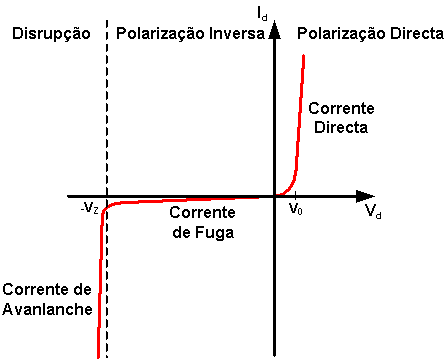 Disrupção
Polarização Inversa
Id
Polarização Directa
Corrente
Directa
-Vz
V0
Vd
Corrente
de Fuga
Corrente de
Avanlanche